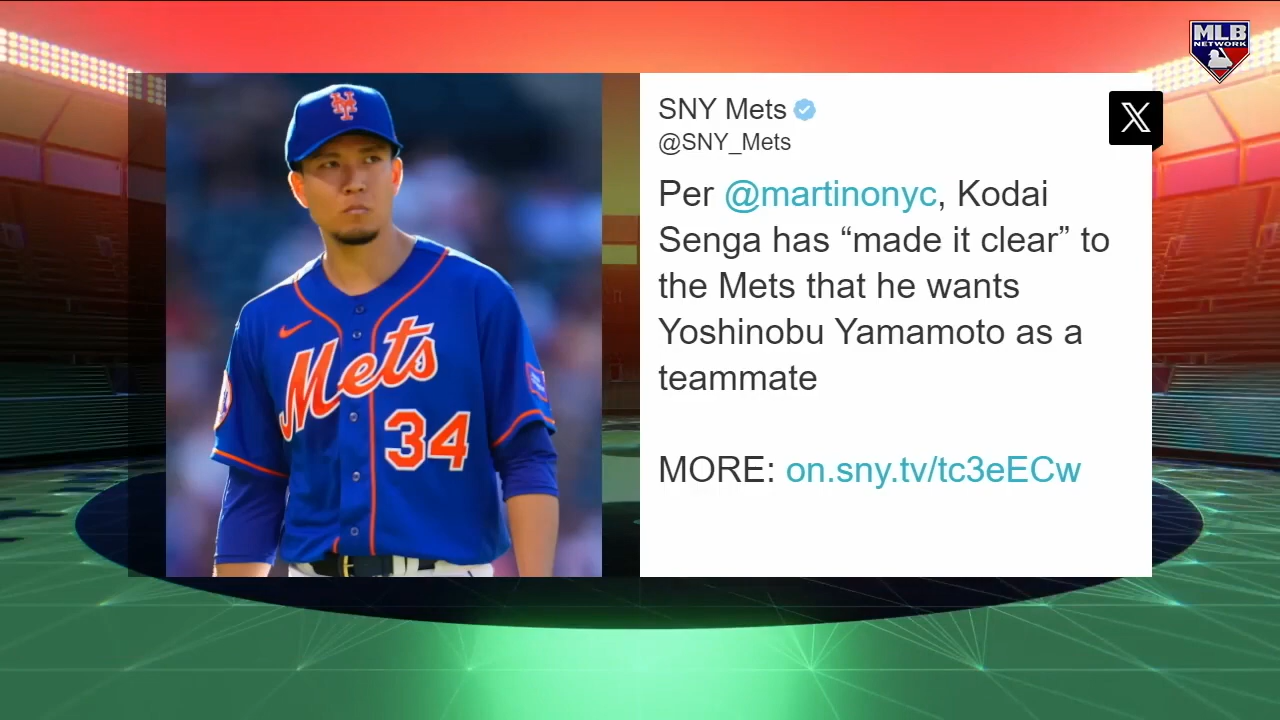 MLB
NETWORK
SNY Mets
@SNY_Mets
Per @martinonyc, Kodai
Senga has “made it clear” to
the Mets that he wants
Yoshinobu Yamamoto as a
teammate
MORE: on.sny.tv/tc3eECw
Mets
34